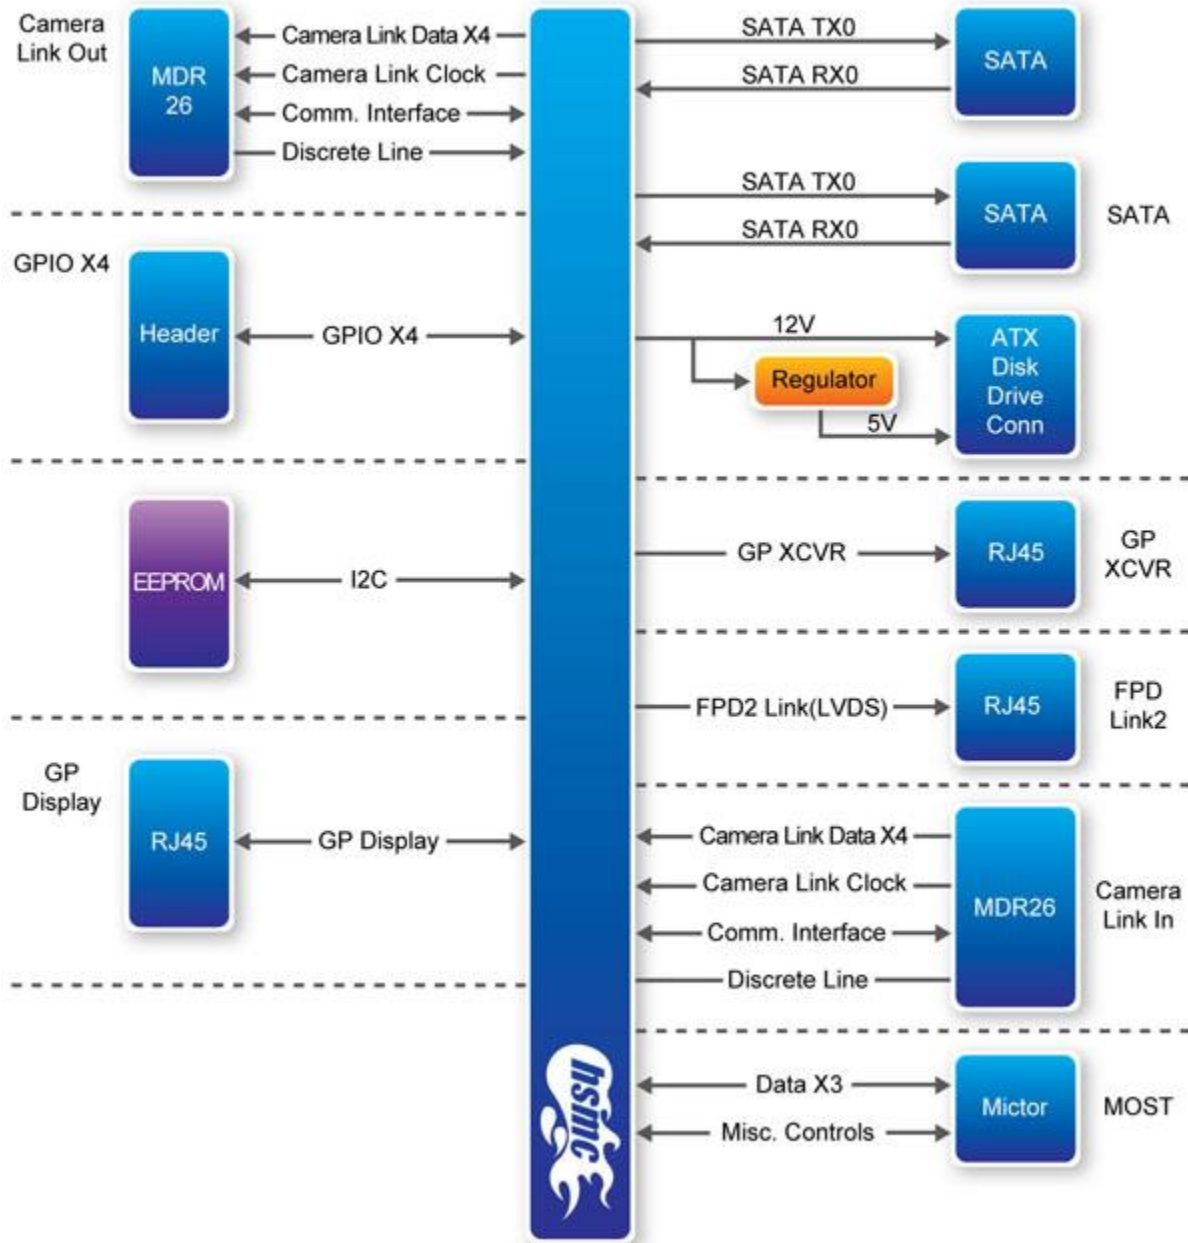 Camera
Link Out
MDR
26
Camera Link Data X4
Camera Link Clock
Comm. Interface
Discrete Line
GPIO X4
Header
GPIO X4
EEPROM
I2C
GP
Display
RJ45
GP Display
hsmc
SATA TX0
SATA RX0
SATA
SATA TX0
SATA RX0
SATA
SATA
12V
Regulator
5V
ATX
Disk
Drive
Conn
GP XCVR
RJ45
GP
XCVR
FPD2 Link(LVDS)
RJ45
FPD
Link2
Camera Link Data X4
Camera Link Clock
Comm. Interface
Discrete Line
MDR26
Camera
Link In
Data X3
Misc. Controls
Mictor
MOST